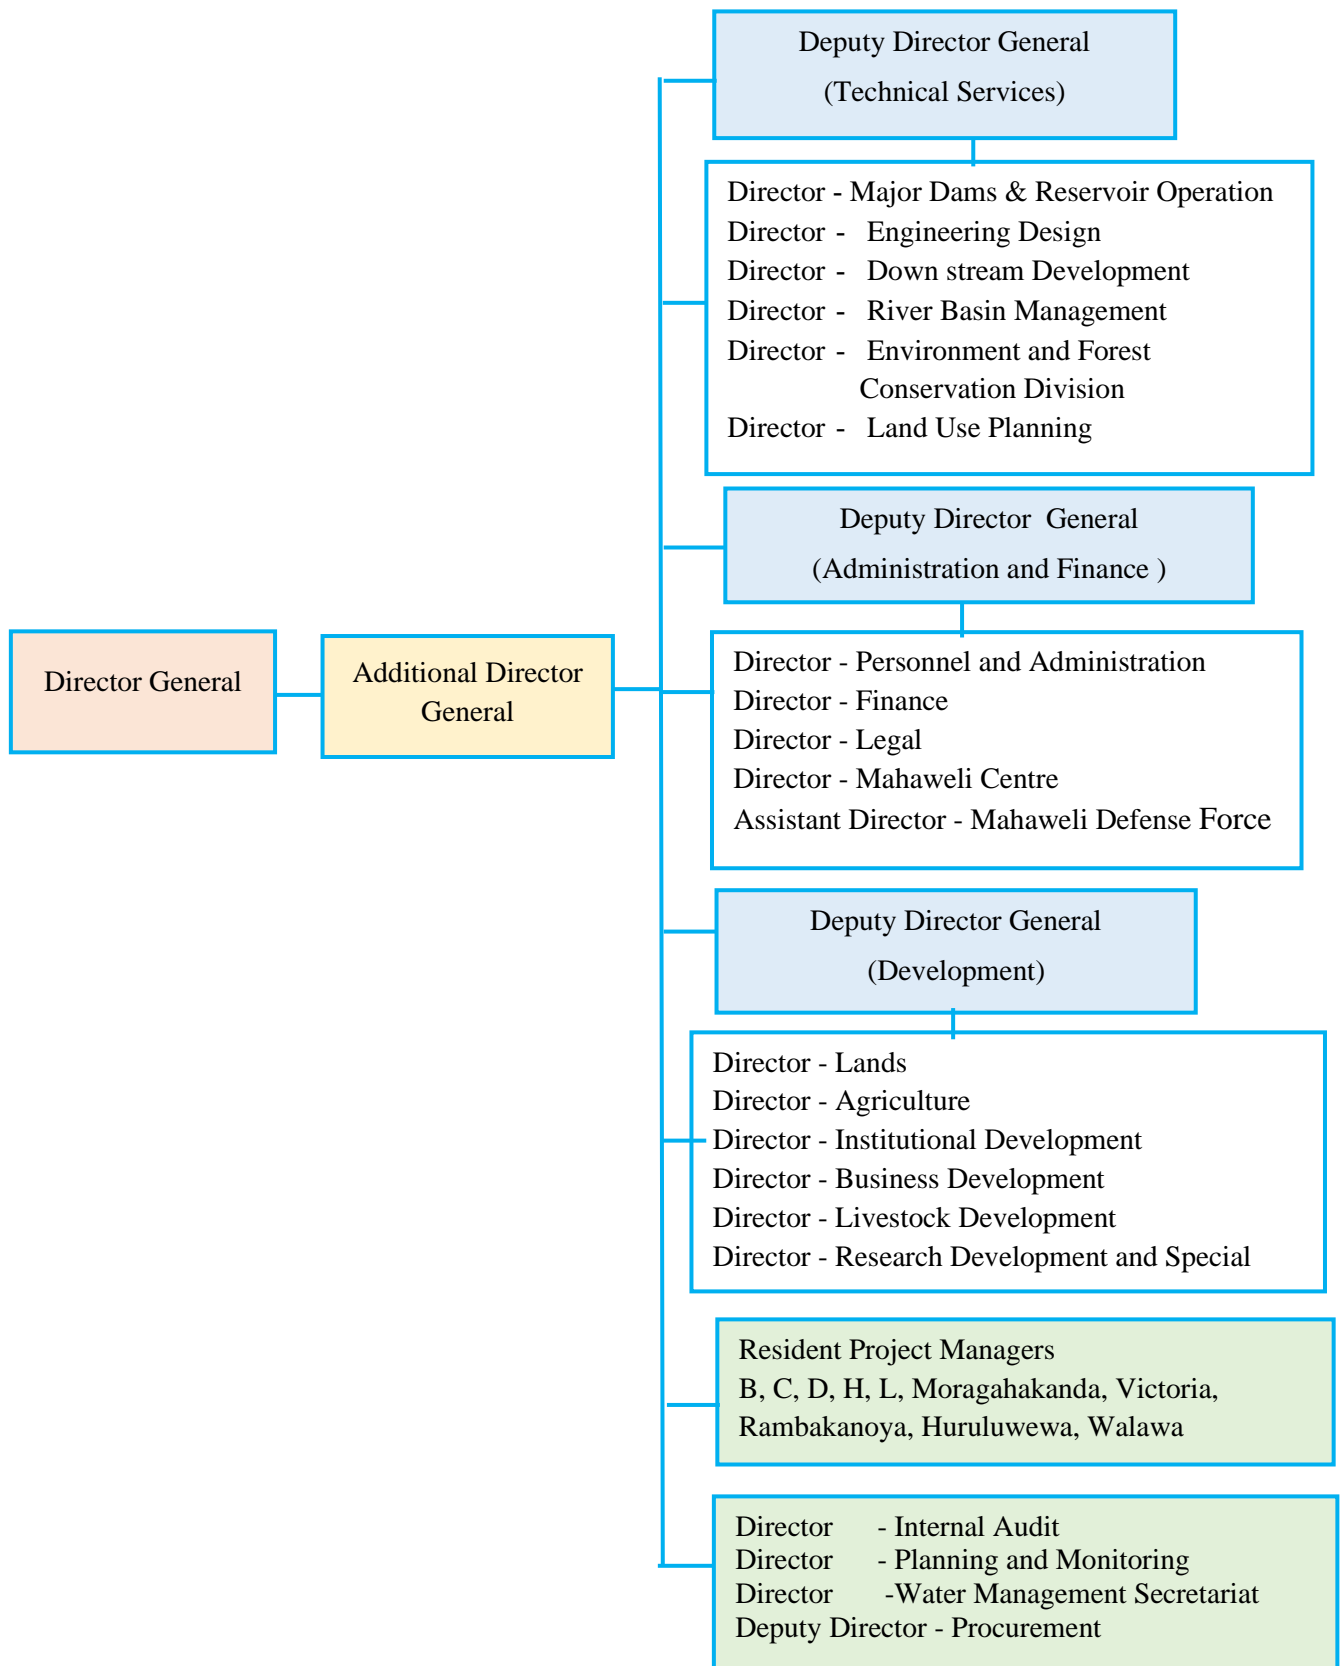 Deputy Director General
(Technical Services)
Director - Major Dams & Reservoir Operation
Director - Engineering Design
Director - Down stream Development
Director - River Basin Management
Director - Environment and Forest
Conservation Division
Director - Land Use Planning
Deputy Director General
(Administration and Finance )
Director General
Additional Director
General
Director - Personnel and Administration
Director - Finance
Director - Legal
Director - Mahaweli Centre
Assistant Director - Mahaweli Defense Force
Deputy Director General
(Development)
Director - Lands
Director - Agriculture
Director - Institutional Development
Director - Business Development
Director - Livestock Development
Director - Research Development and Special
Resident Project Managers
B, C, D, H, L, Moragahakanda, Victoria,
Rambakanoya, Huruluwewa, Walawa
Director - Internal Audit
Director - Planning and Monitoring
Director -Water Management Secretariat
Deputy Director - Procurement